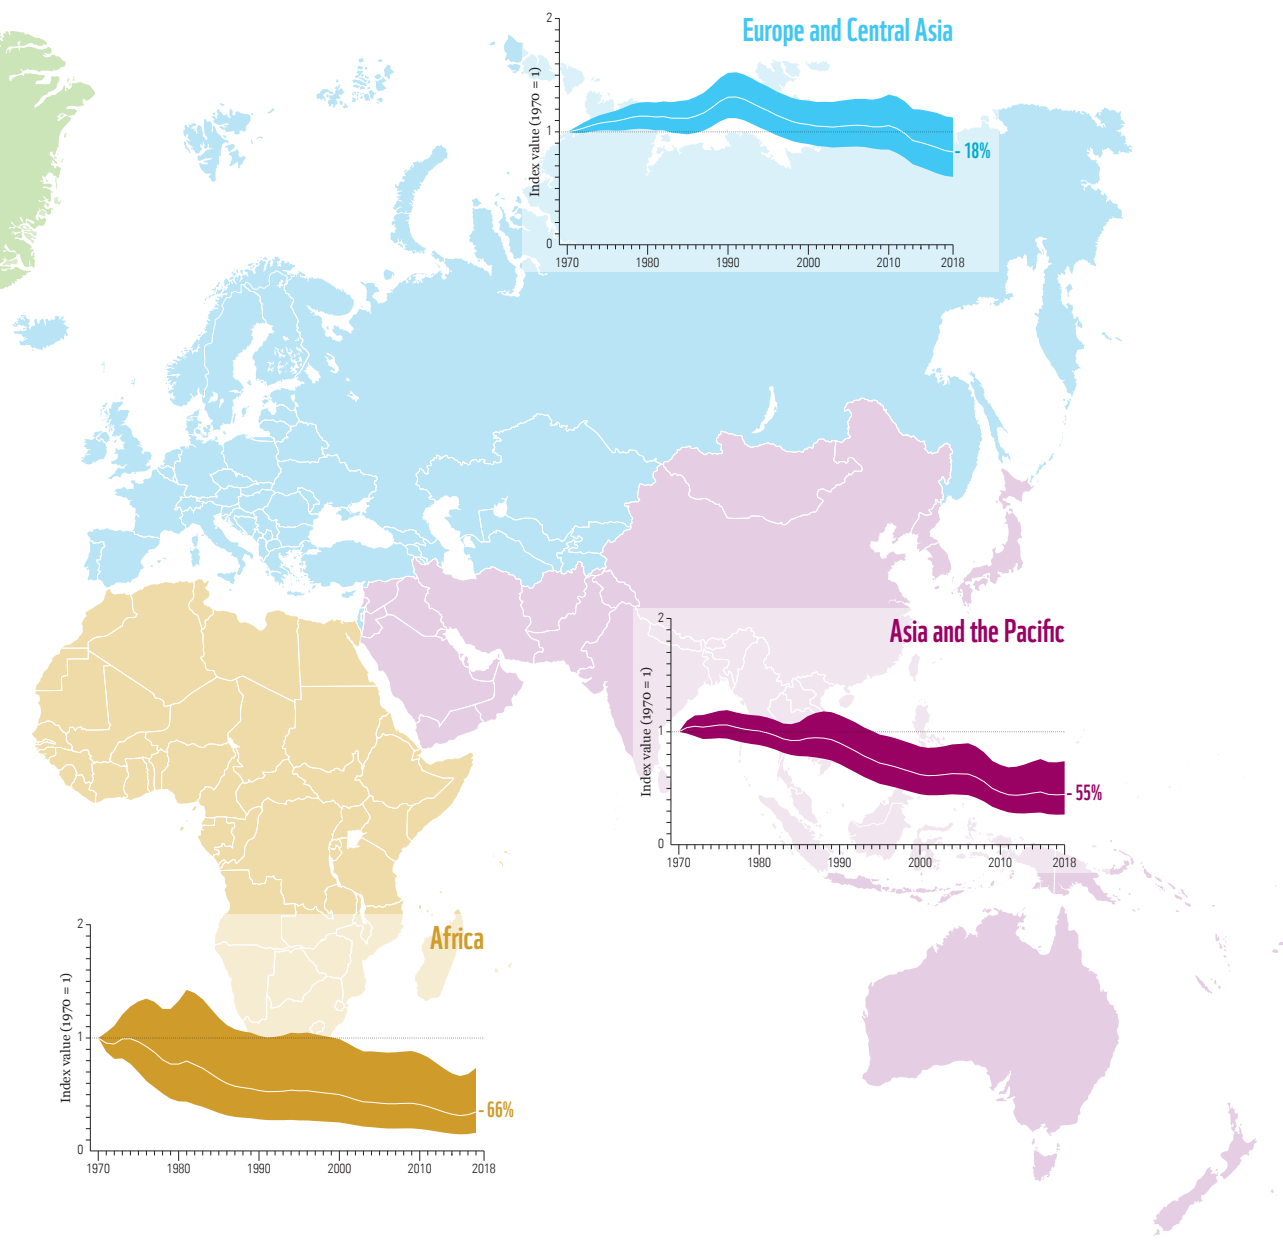 Europe and Central Asia
Index value (1970 = 1)
2
1
0
- 18%
1970 1980 1990 2000 2010 2018
Asia and the Pacific
Index value (1970 = 1)
2
1
0
- 55%
1970 1980 1990 2000 2010 2018
Africa
Index value (1970 = 1)
2
1
0
- 66%
1970 1980 1990 2000 2010 2018